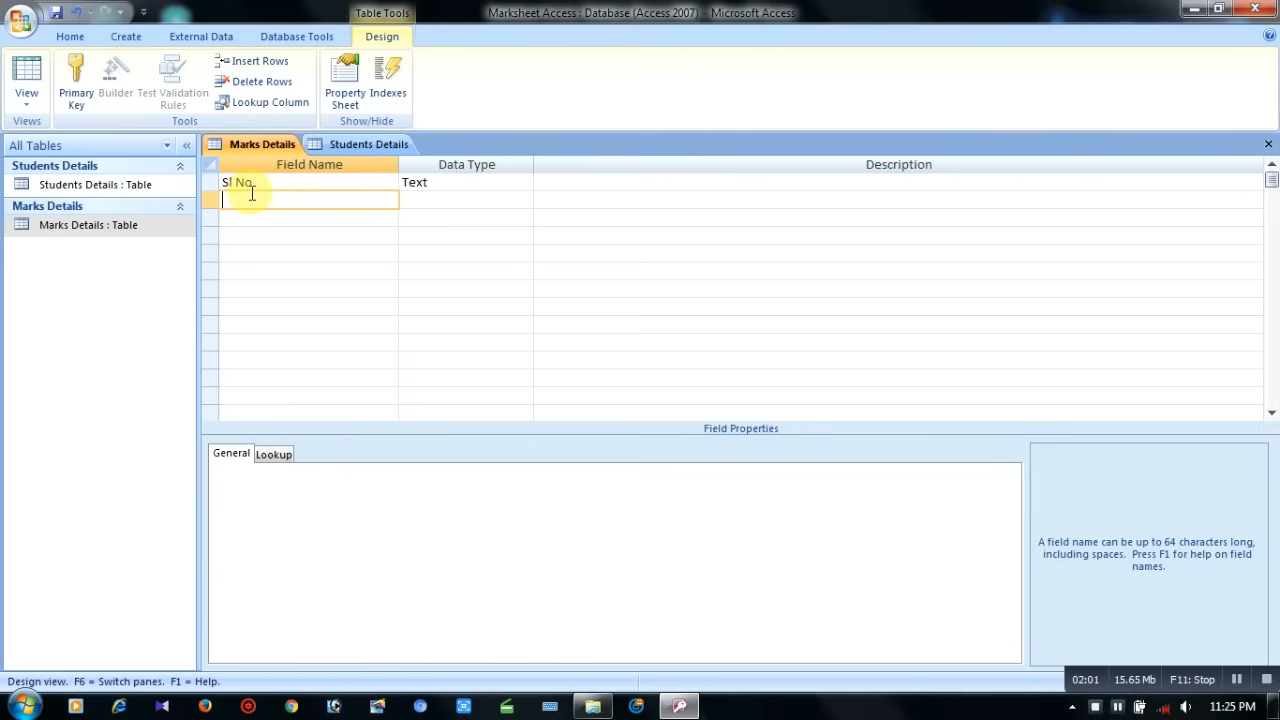 Table Tools
Marksheet Access : Database (Access 2007) - Microsoft Access
Home
Create
External Data
Database Tools
Design
View
Primary
Key
Builder
Test Validation
Rules
Insert Rows
Delete Rows
Lookup Column
Property
Sheet
Indexes
Views
Tools
Show/Hide
All Tables
Marks Details
Students Details
Students Details
Students Details : Table
Marks Details
Marks Details : Table
Field Name
Data Type
Description
Sl No.
Text
Field Properties
General
Lookup
A field name can be up to 64 characters long,
including spaces. Press F1 for help on field
names.
Design view. F6 = Switch panes. F1 = Help.
02:01
15.65 Mb
F11: Stop
11:25 PM